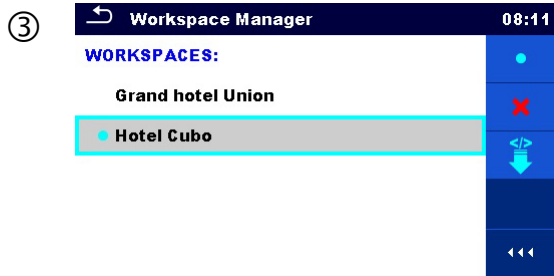 ③
Workspace Manager 08:11
WORKSPACES:
Grand hotel Union
Hotel Cubo
</>